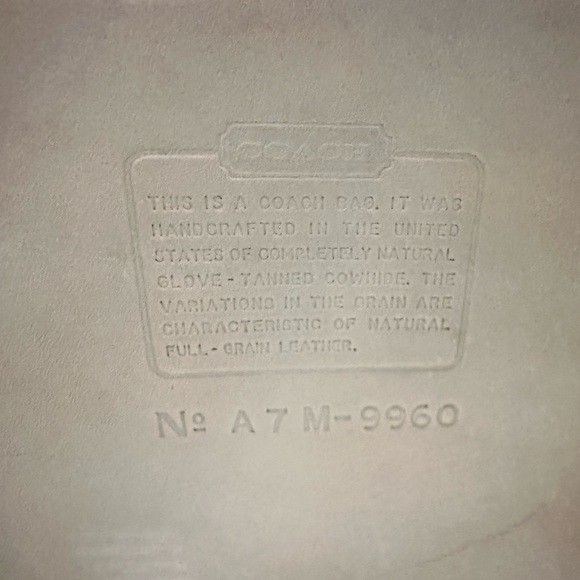 COACH
THIS IS A COACH BAG. IT WAS
HANDCRAFTED IN THE UNITED
STATES OF COMPLETELY NATURAL
GLOVE-TANNED COWHIDE. THE
VARIATIONS IN THE GRAIN ARE
CHARACTERISTIC OF NATURAL
FULL-GRAIN LEATHER.
Nº A7M-9960